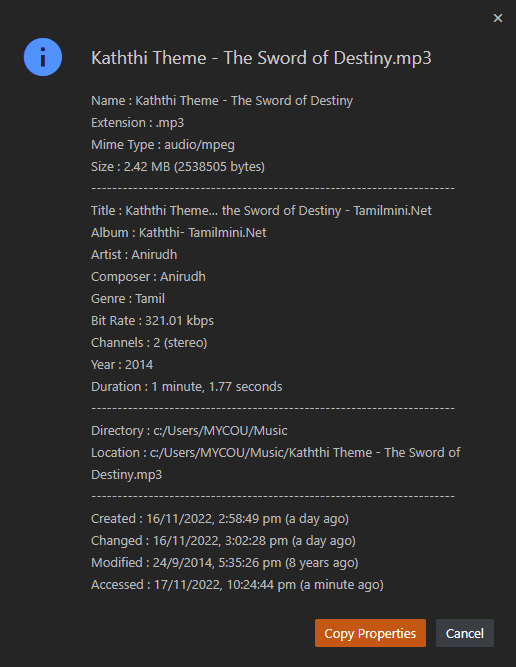 Kaththi Theme - The Sword of Destiny.mp3
Name : Kaththi Theme - The Sword of Destiny
Extension : .mp3
Mime Type : audio/mpeg
Size : 2.42 MB (2538505 bytes)
----------------------------------------------------------------------
Title : Kaththi Theme... the Sword of Destiny - Tamilmini.Net
Album : Kaththi- Tamilmini.Net
Artist : Anirudh
Composer : Anirudh
Genre : Tamil
Bit Rate : 321.01 kbps
Channels : 2 (stereo)
Year : 2014
Duration : 1 minute, 1.77 seconds
----------------------------------------------------------------------
Directory : c:/Users/MYCOU/Music
Location : c:/Users/MYCOU/Music/Kaththi Theme - The Sword of
Destiny.mp3
----------------------------------------------------------------------
Created : 16/11/2022, 2:58:49 pm (a day ago)
Changed : 16/11/2022, 3:02:28 pm (a day ago)
Modified : 24/9/2014, 5:35:26 pm (8 years ago)
Accessed : 17/11/2022, 10:24:44 pm (a minute ago)
Copy Properties Cancel